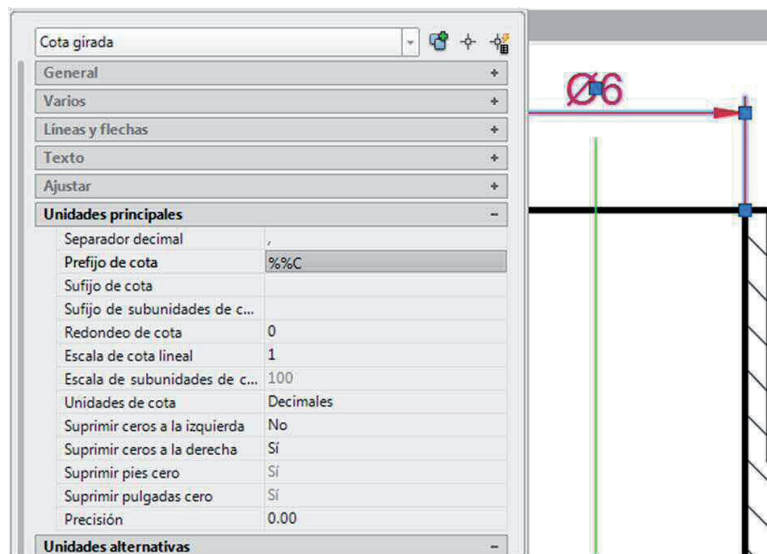 Cota girada
General
Varios
Líneas y flechas
Texto
Ajustar
Unidades principales
Separador decimal ,
Prefijo de cota %%C
Sufijo de cota
Sufijo de subunidades de c...
Redondeo de cota 0
Escala de cota lineal 1
Escala de subunidades de c... 100
Unidades de cota Decimales
Suprimir ceros a la izquierda No
Suprimir ceros a la derecha Sí
Suprimir pies cero Sí
Suprimir pulgadas cero Sí
Precisión 0.00
Unidades alternativas
Ø6